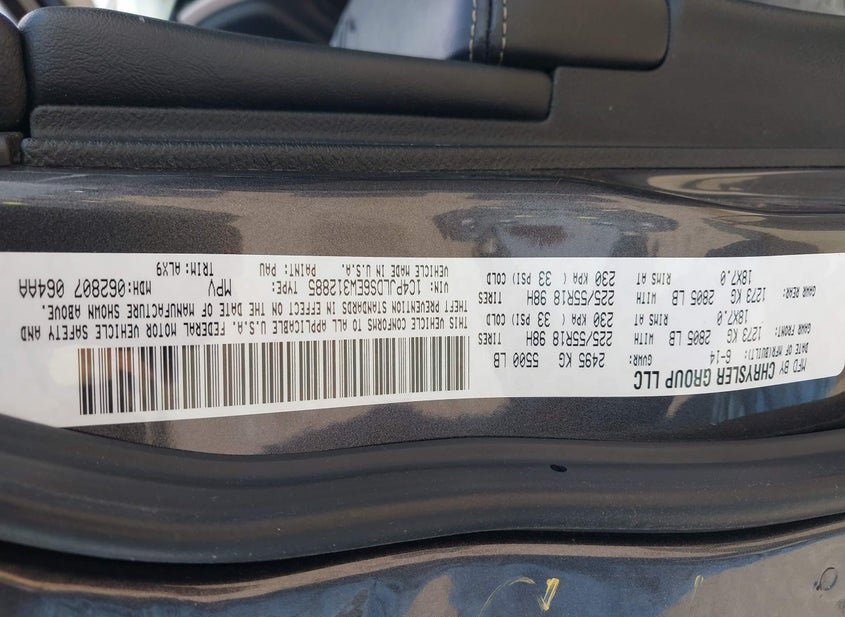 MFD BY CHRYSLER GROUP LLC
DATE OF MFR(BUILT): 6-14 GVWR: 2495 KG 5500 LB
GAWR FRONT: 1273 KG 2805 LB WITH 225/55R18 98H TIRES
18X7.0 RIMS AT 230 KPA ( 33 PSI) COLD
GAWR REAR: 1273 KG 2805 LB WITH 225/55R18 98H TIRES
18X7.0 RIMS AT 230 KPA ( 33 PSI) COLD
THIS VEHICLE CONFORMS TO ALL APPLICABLE U.S.A. FEDERAL MOTOR VEHICLE SAFETY AND
THEFT PREVENTION STANDARDS IN EFFECT ON THE DATE OF MANUFACTURE SHOWN ABOVE.
VIN: 1C4PJLDS6EW312885 TYPE: MPV MDH: 062807 064AA
VEHICLE MADE IN U.S.A. PAINT: PAU TRIM: ALX9